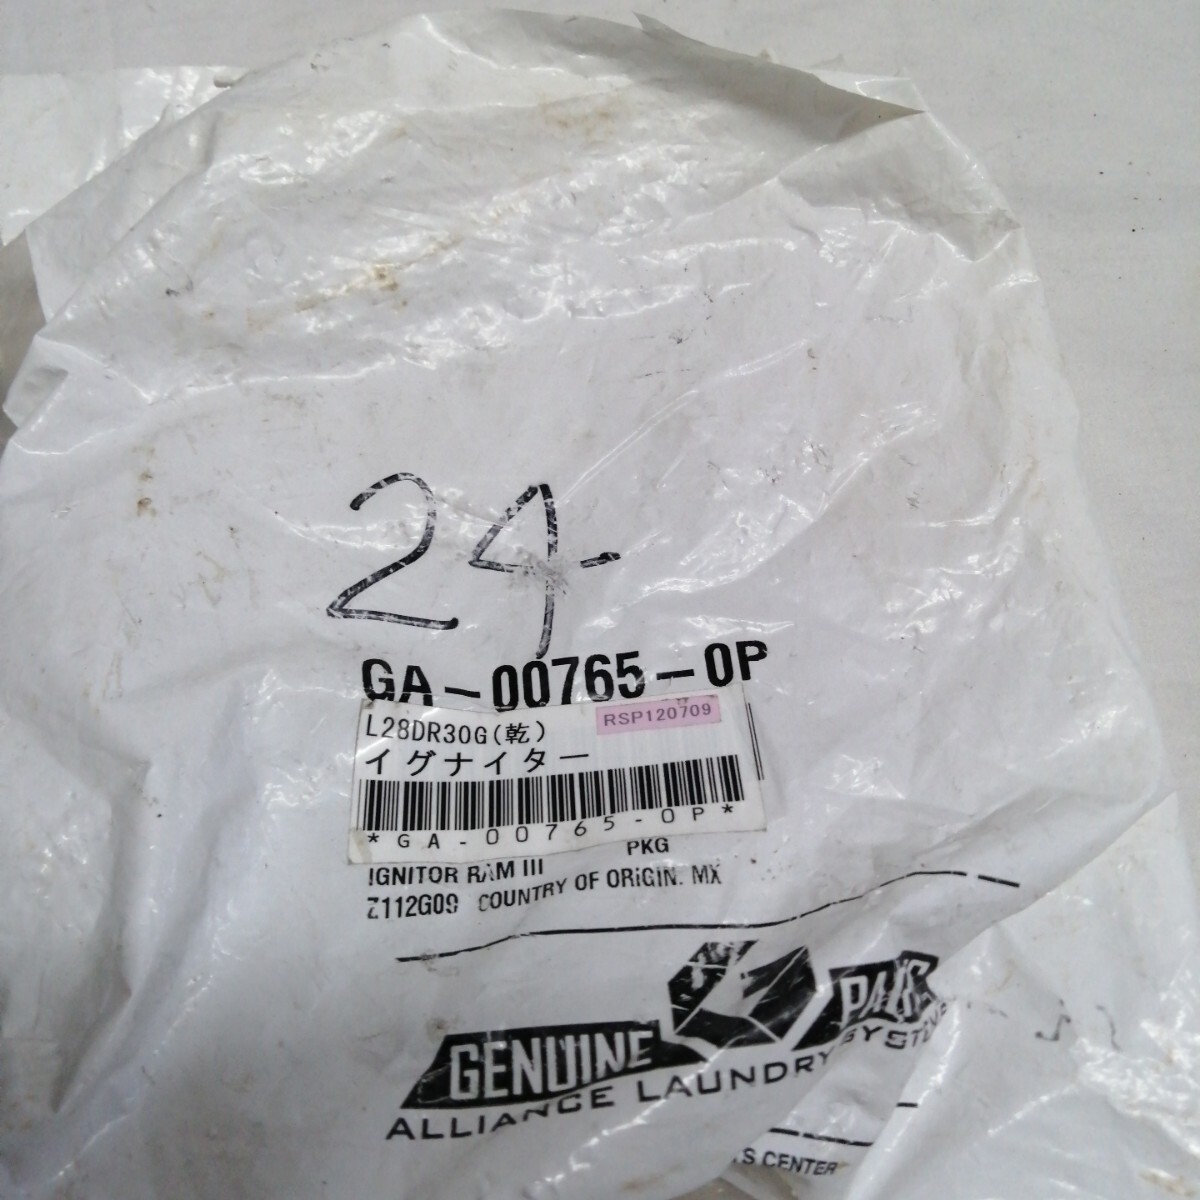 24-
GA-00765-0P
L28DR30G(乾)
RSP120709
イグナイター
*GA-00765-0P*
PKG
IGNITOR RAM III
Z112G09 COUNTRY OF ORIGIN: MX
GENUINE PARTS
ALLIANCE LAUNDRY SYSTEMS
CENTER